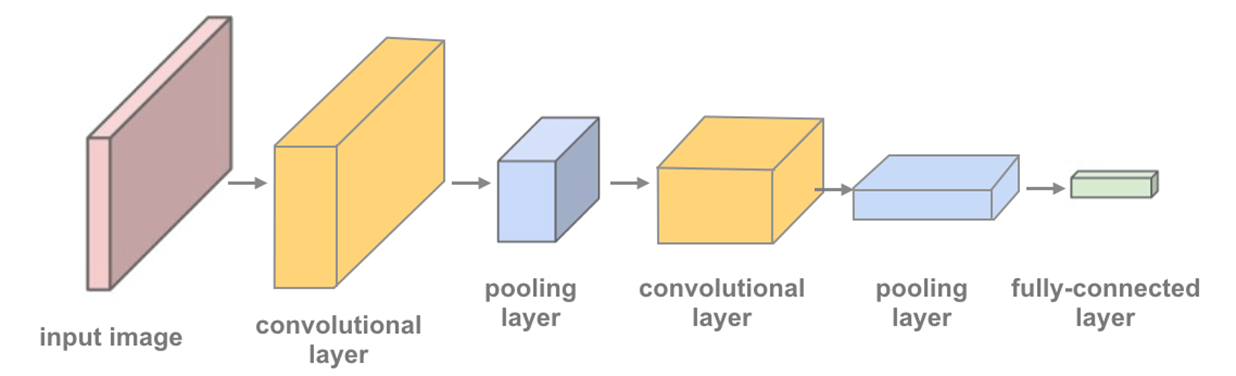 input image
convolutional
layer
pooling
layer
convolutional
layer
pooling
layer
fully-connected
layer